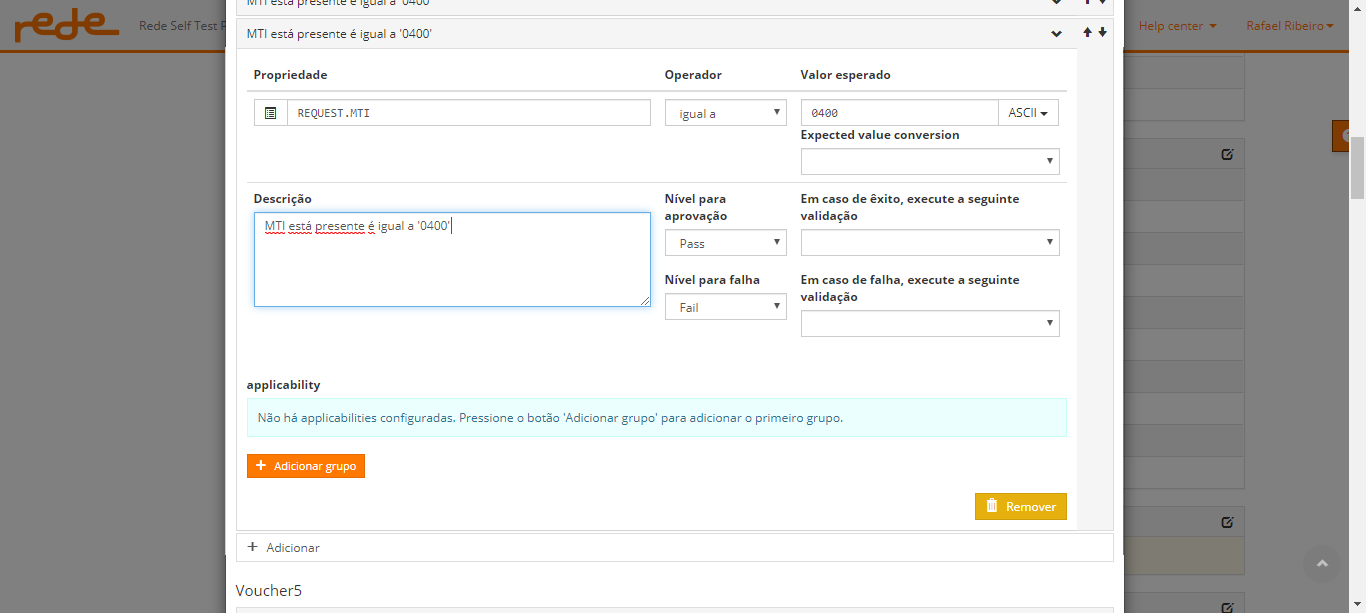 MTI está presente é igual a '0400'
rede
Rede Self Test P
Help center
Rafael Ribeiro
MTI está presente é igual a '0400'
Propriedade
Operador
Valor esperado
REQUEST.MTI
igual a
0400
ASCII
Expected value conversion
Descrição
MTI está presente é igual a '0400'
Nível para
aprovação
Pass
Em caso de êxito, execute a seguinte
validação
Nível para falha
Fail
Em caso de falha, execute a seguinte
validação
applicability
Não há applicabilities configuradas. Pressione o botão 'Adicionar grupo' para adicionar o primeiro grupo.
+ Adicionar grupo
Remover
+ Adicionar
Voucher5